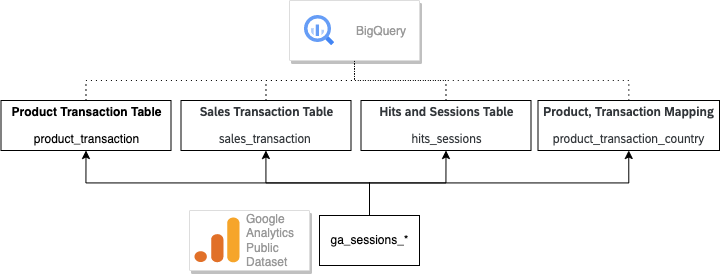 BigQuery
Product Transaction Table
product_transaction
Sales Transaction Table
sales_transaction
Hits and Sessions Table
hits_sessions
Product, Transaction Mapping
product_transaction_country
Google
Analytics
Public
Dataset
ga_sessions_*